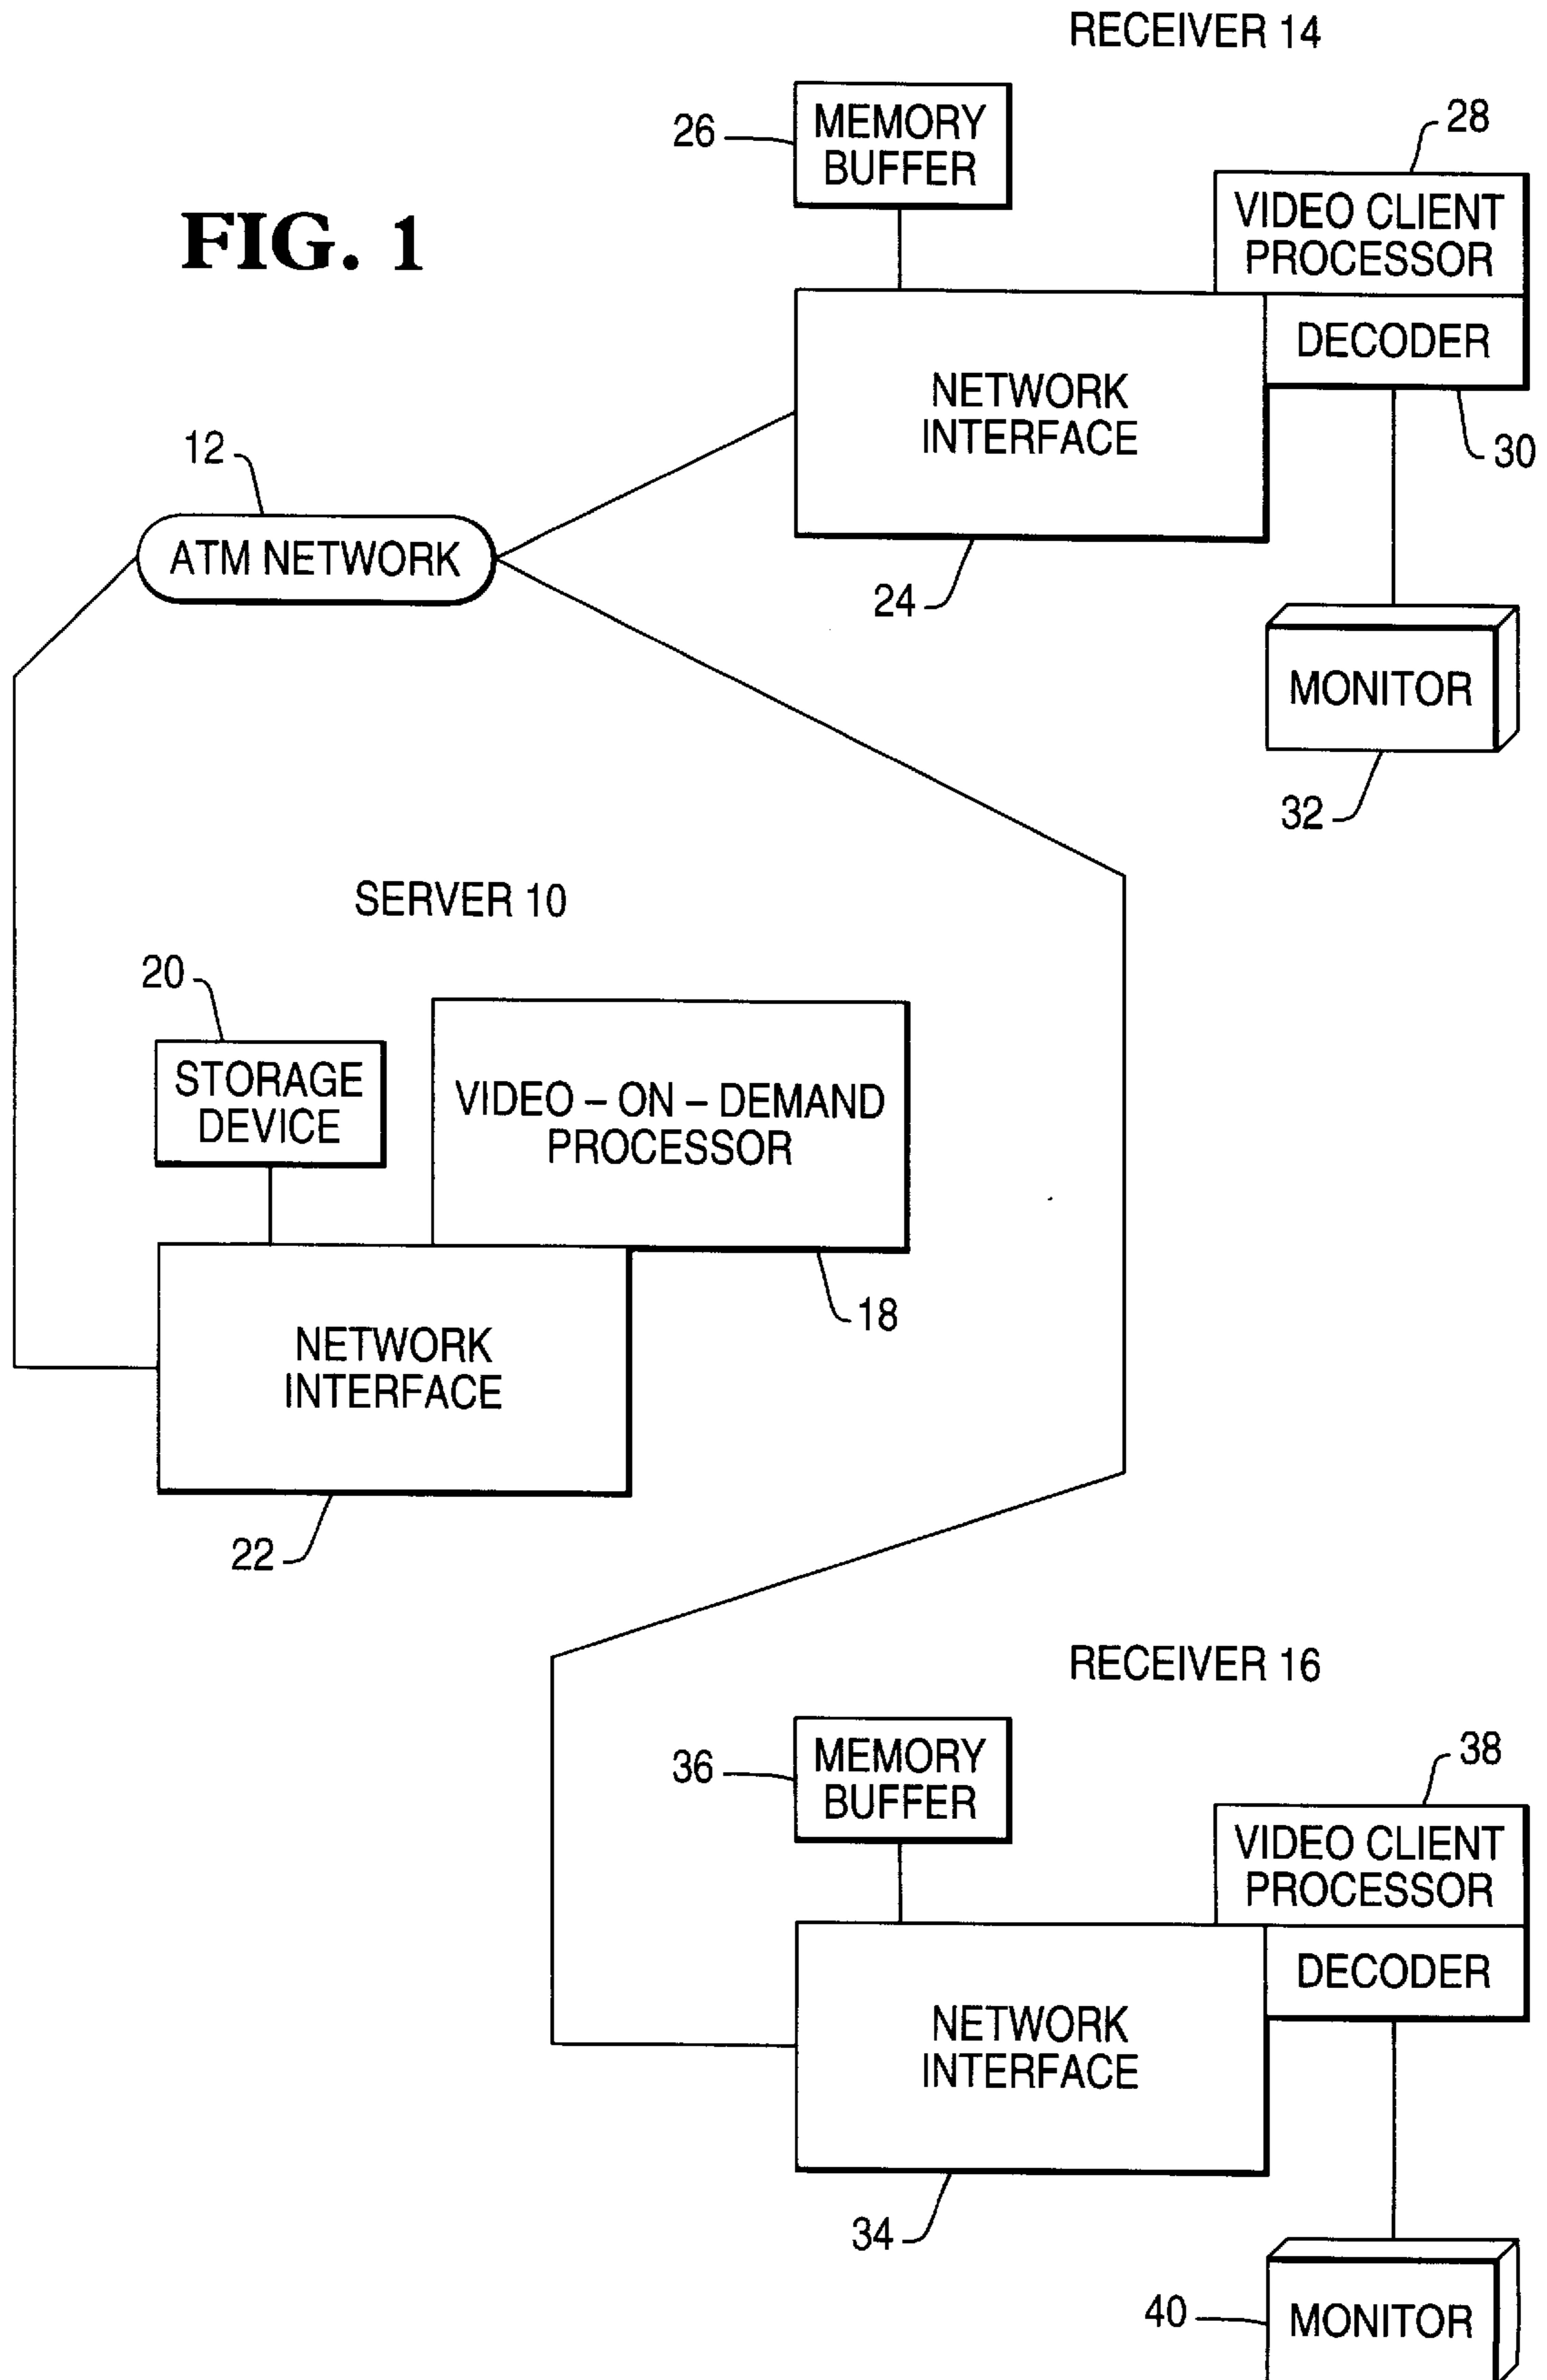 RECEIVER 14
26
MEMORY
BUFFER
28
VIDEO CLIENT
PROCESSOR
FIG. 1
DECODER
NETWORK
INTERFACE
30
12
ATM NETWORK
24
MONITOR
32
SERVER 10
20
STORAGE
DEVICE
VIDEO – ON – DEMAND
PROCESSOR
18
NETWORK
INTERFACE
22
RECEIVER 16
36
MEMORY
BUFFER
38
VIDEO CLIENT
PROCESSOR
DECODER
NETWORK
INTERFACE
34
40
MONITOR